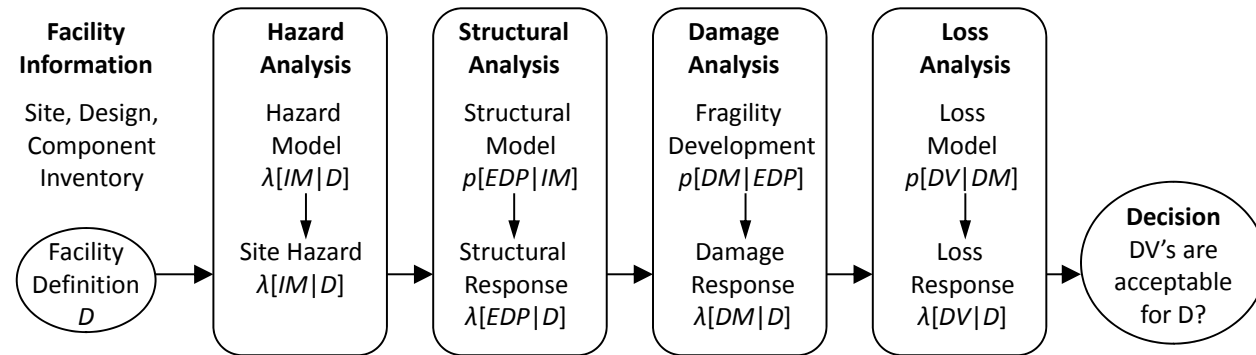 Facility
Information
Site, Design,
Component
Inventory
Facility
Definition
D
Hazard
Analysis
Hazard
Model
λ[IM|D]
Site Hazard
λ[IM|D]
Structural
Analysis
Structural
Model
p[EDP|IM]
Structural
Response
λ[EDP|D]
Damage
Analysis
Fragility
Development
p[DM|EDP]
Damage
Response
λ[DM|D]
Loss
Analysis
Loss
Model
p[DV|DM]
Loss
Response
λ[DV|D]
Decision
DV's are
acceptable
for D?